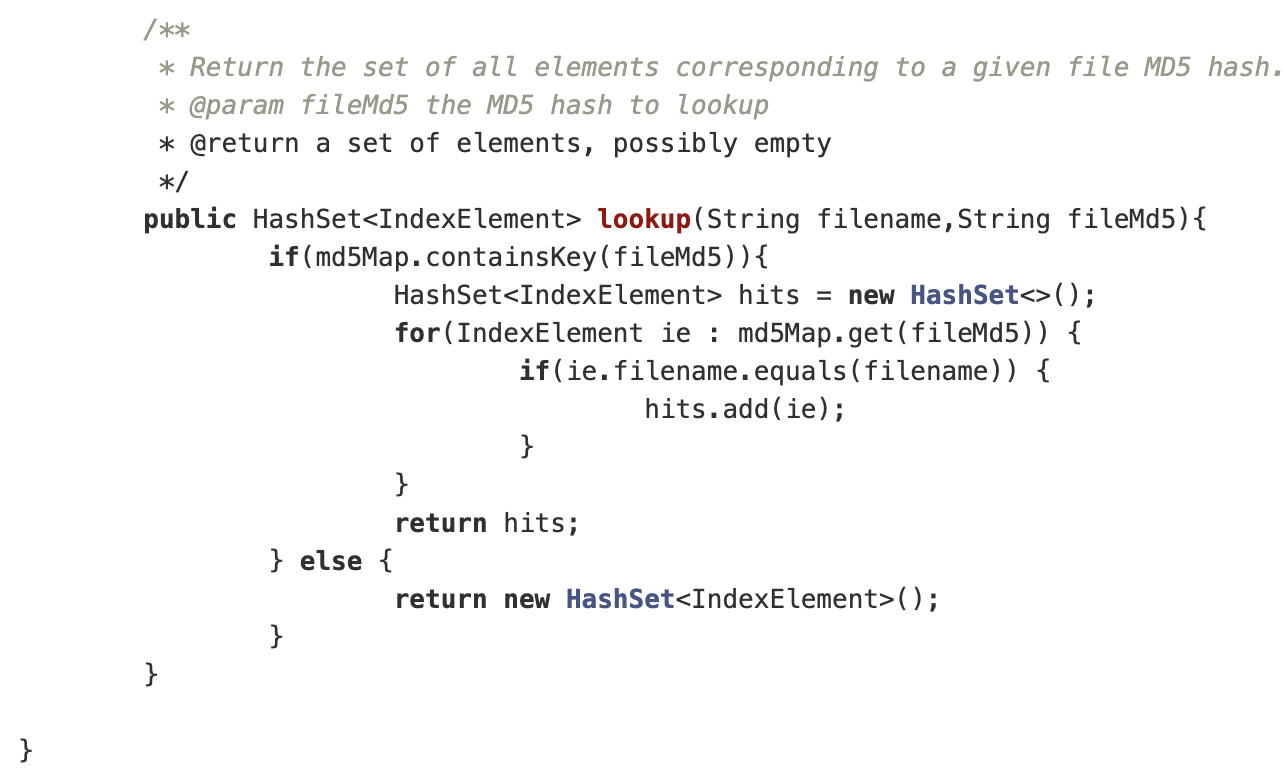 /**
 * Return the set of all elements corresponding to a given file MD5 hash.
 * @param fileMd5 the MD5 hash to lookup
 * @return a set of elements, possibly empty
 */
public HashSet<IndexElement> lookup(String filename,String fileMd5){
if(md5Map.containsKey(fileMd5)){
HashSet<IndexElement> hits = new HashSet<>();
for(IndexElement ie : md5Map.get(fileMd5)) {
if(ie.filename.equals(filename)) {
hits.add(ie);
}
}
return hits;
} else {
return new HashSet<IndexElement>();
}
}
}